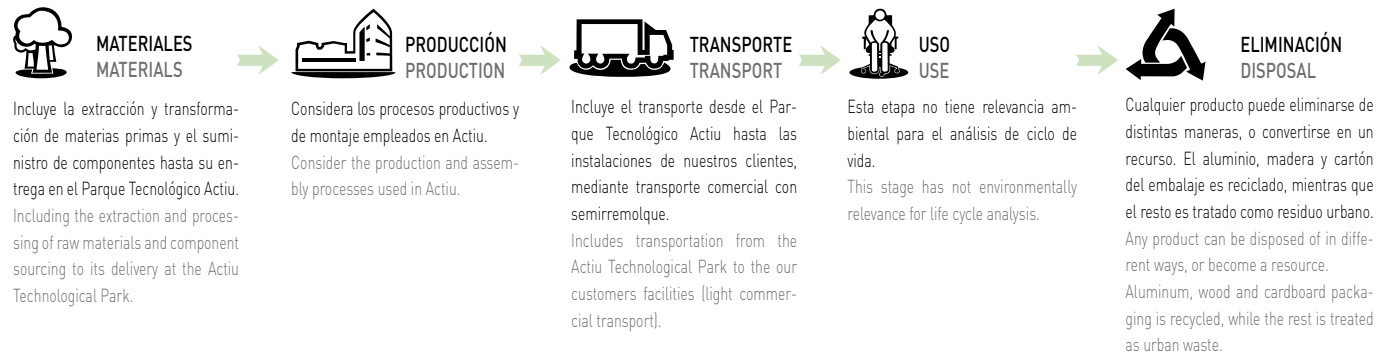 MATERIALES
MATERIALS
Incluye la extracción y transforma-
ción de materias primas y el sumi-
nistro de componentes hasta su en-
trega en el Parque Tecnológico Actiu.
Including the extraction and proces-
sing of raw materials and component
sourcing to its delivery at the Actiu
Technological Park.
PRODUCCIÓN
PRODUCTION
Considera los procesos productivos y
de montaje empleados en Actiu.
Consider the production and assem-
bly processes used in Actiu.
TRANSPORTE
TRANSPORT
Incluye el transporte desde el Par-
que Tecnológico Actiu hasta las
instalaciones de nuestros clientes,
mediante transporte comercial con
semirremolque.
Includes transportation from the
Actiu Technological Park to the our
customers facilities (light commer-
cial transport).
USO
USE
Esta etapa no tiene relevancia am-
biental para el análisis de ciclo de
vida.
This stage has not environmentally
relevance for life cycle analysis.
ELIMINACIÓN
DISPOSAL
Cualquier producto puede eliminarse de
distintas maneras, o convertirse en un
recurso. El aluminio, madera y cartón
del embalaje es reciclado, mientras que
el resto es tratado como residuo urbano.
Any product can be disposed of in diffe-
rent ways, or become a resource.
Aluminum, wood and cardboard packa-
ging is recycled, while the rest is treated
as urban waste.